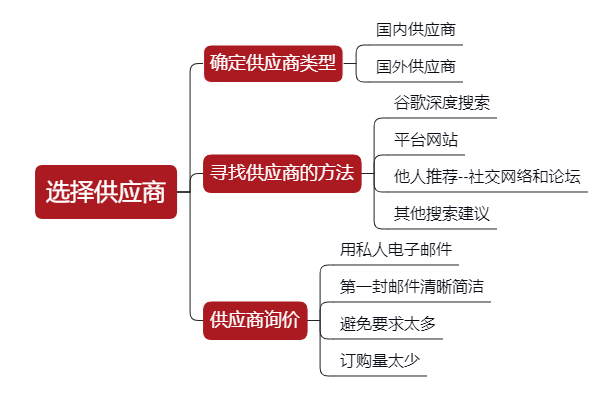 选择供应商
确定供应商类型
国内供应商
国外供应商
寻找供应商的方法
谷歌深度搜索
平台网站
他人推荐--社交网络和论坛
其他搜索建议
供应商询价
用私人电子邮件
第一封邮件清晰简洁
避免要求太多
订购量太少